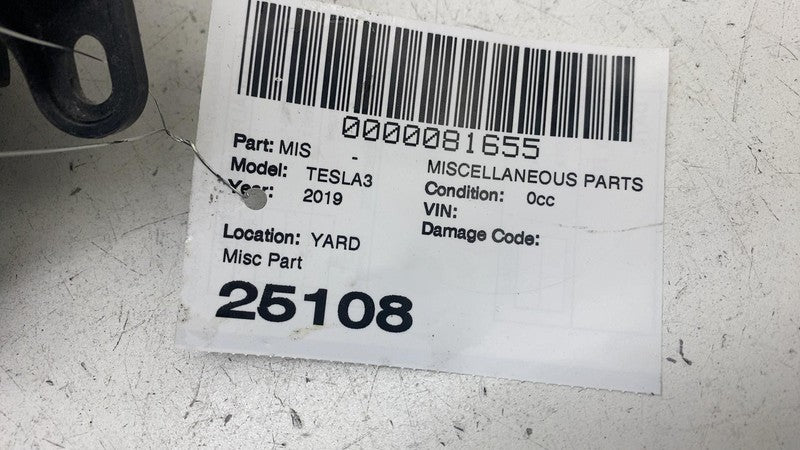 0000081655
Part: MIS -
MISCELLANEOUS PARTS
Model: TESLA3
Condition: 0cc
Year: 2019
VIN:
Damage Code:
Location: YARD
Misc Part
25108